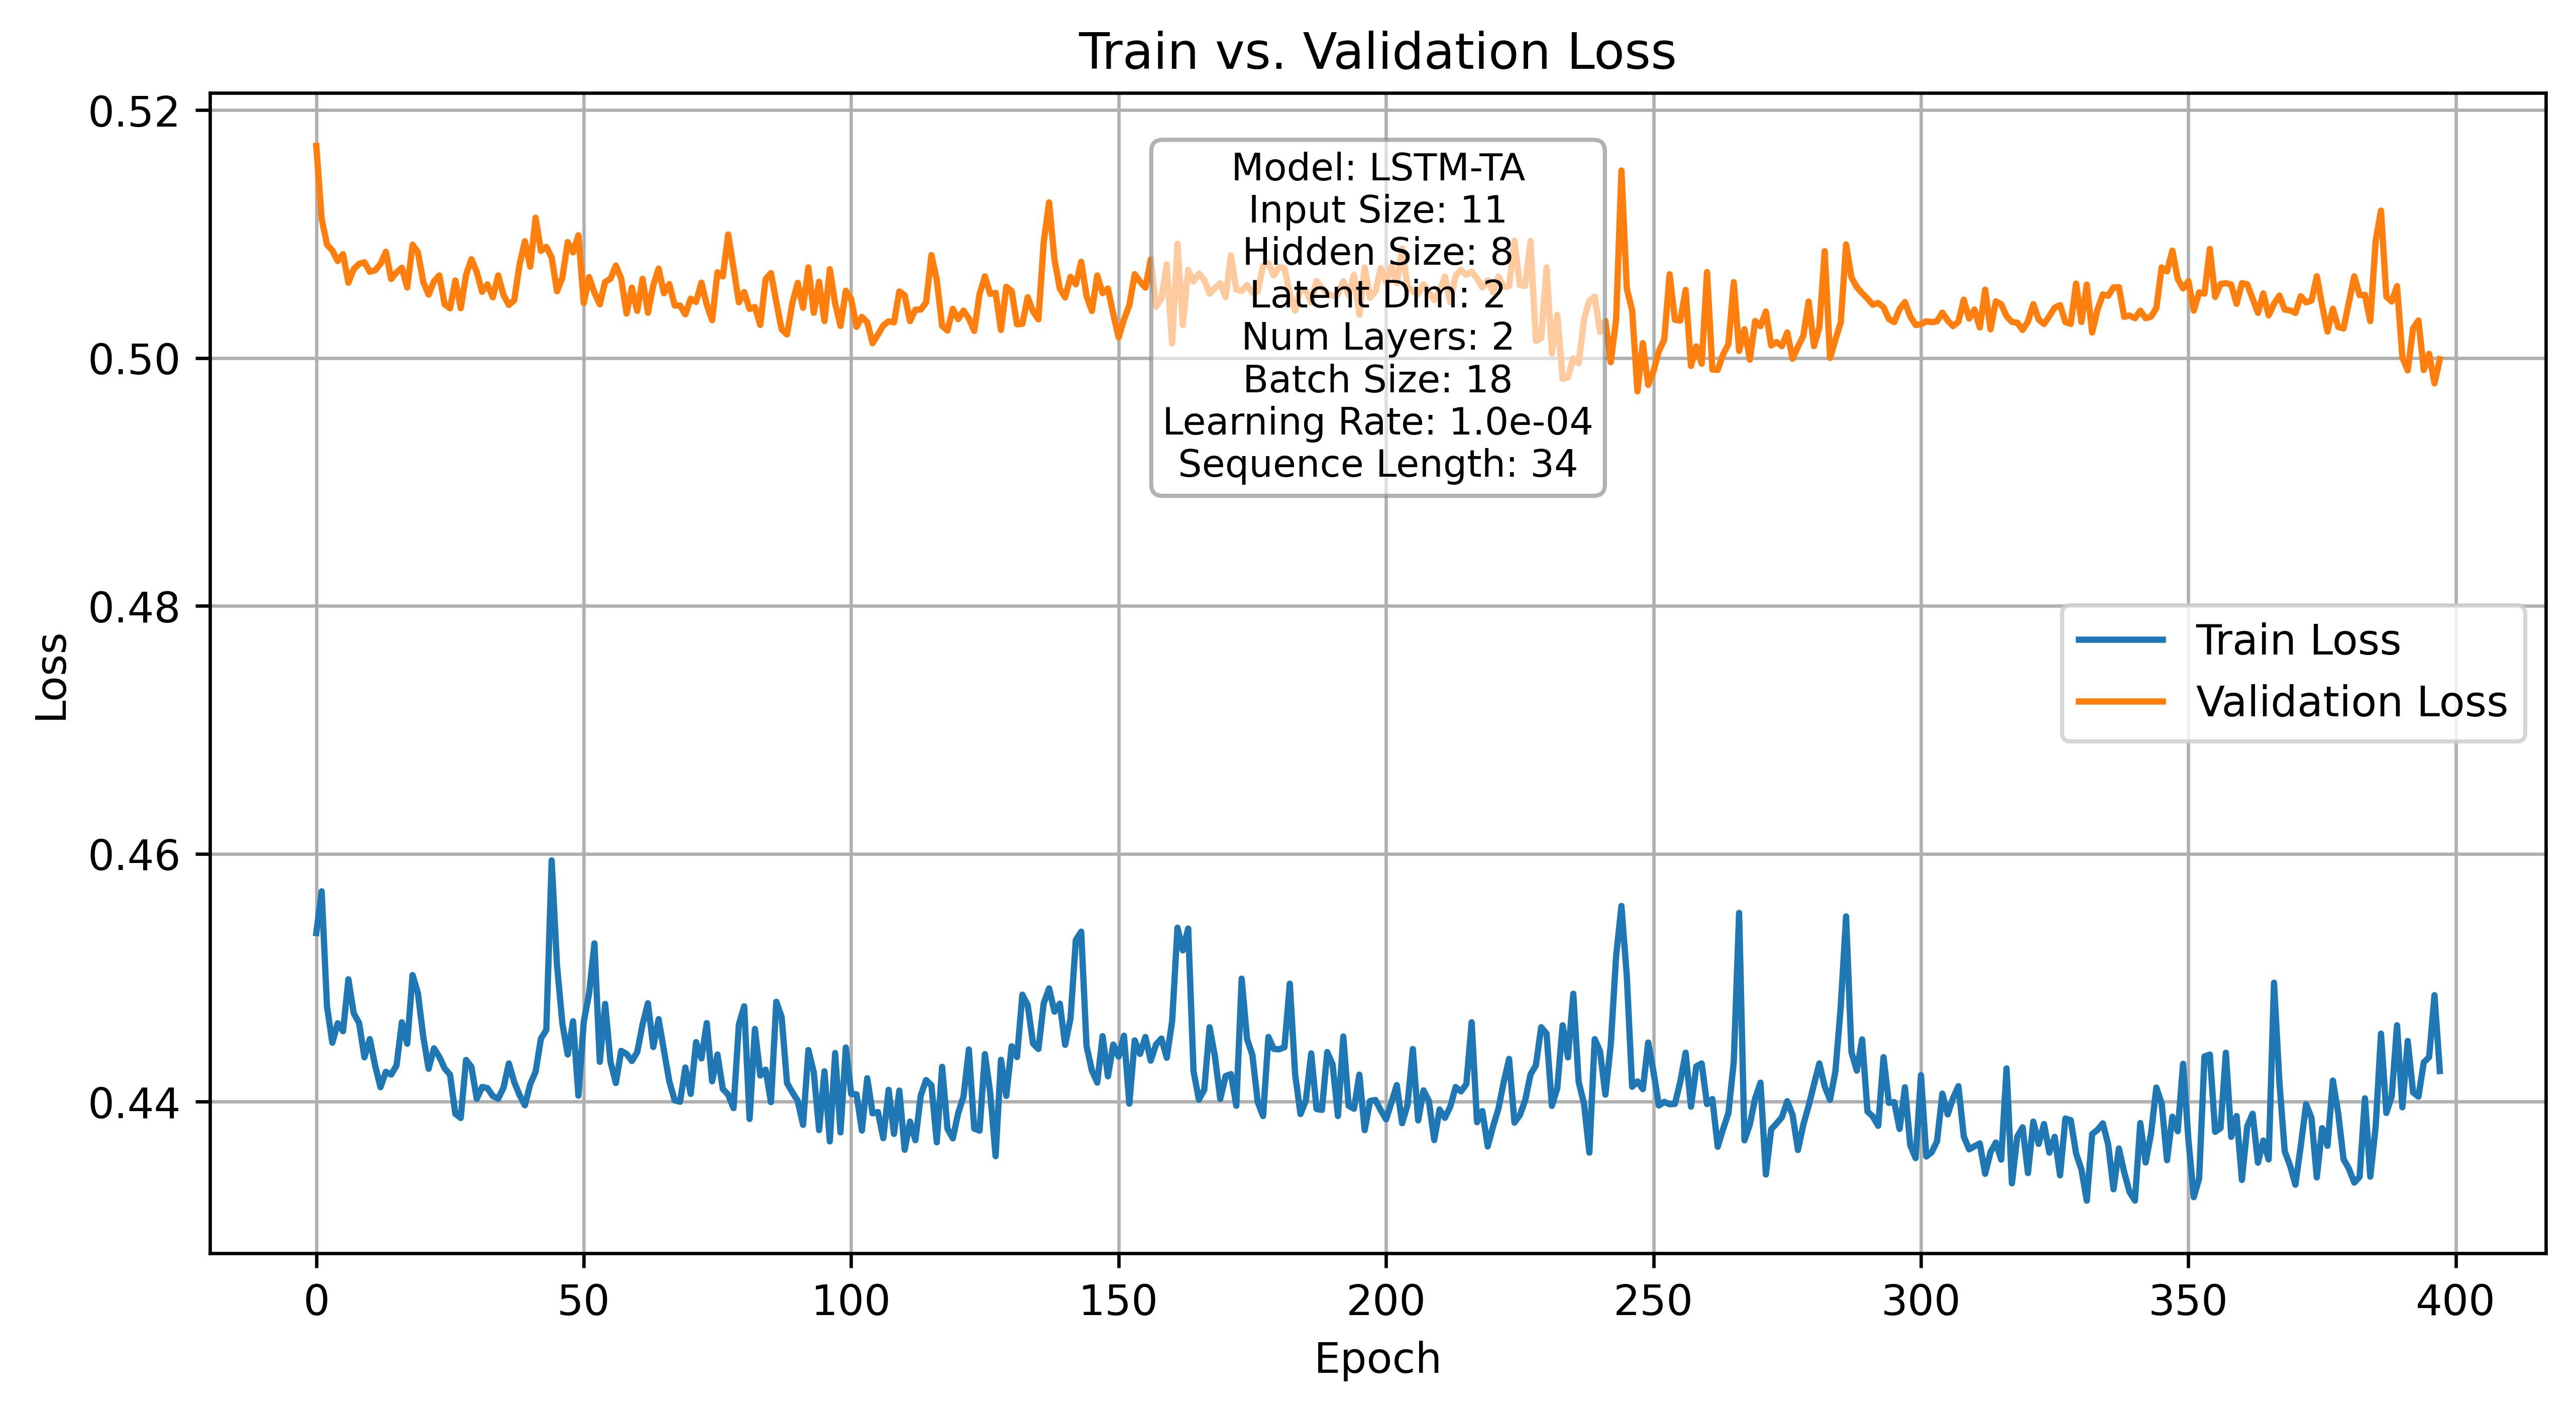 Train vs. Validation Loss
0.52
0.50
0.48
0.46
0.44
Loss
Model: LSTM-TA
Input Size: 11
Hidden Size: 8
Latent Dim: 2
Num Layers: 2
Batch Size: 18
Learning Rate: 1.0e-04
Sequence Length: 34
Train Loss
Validation Loss
0 50 100 150 200 250 300 350 400
Epoch